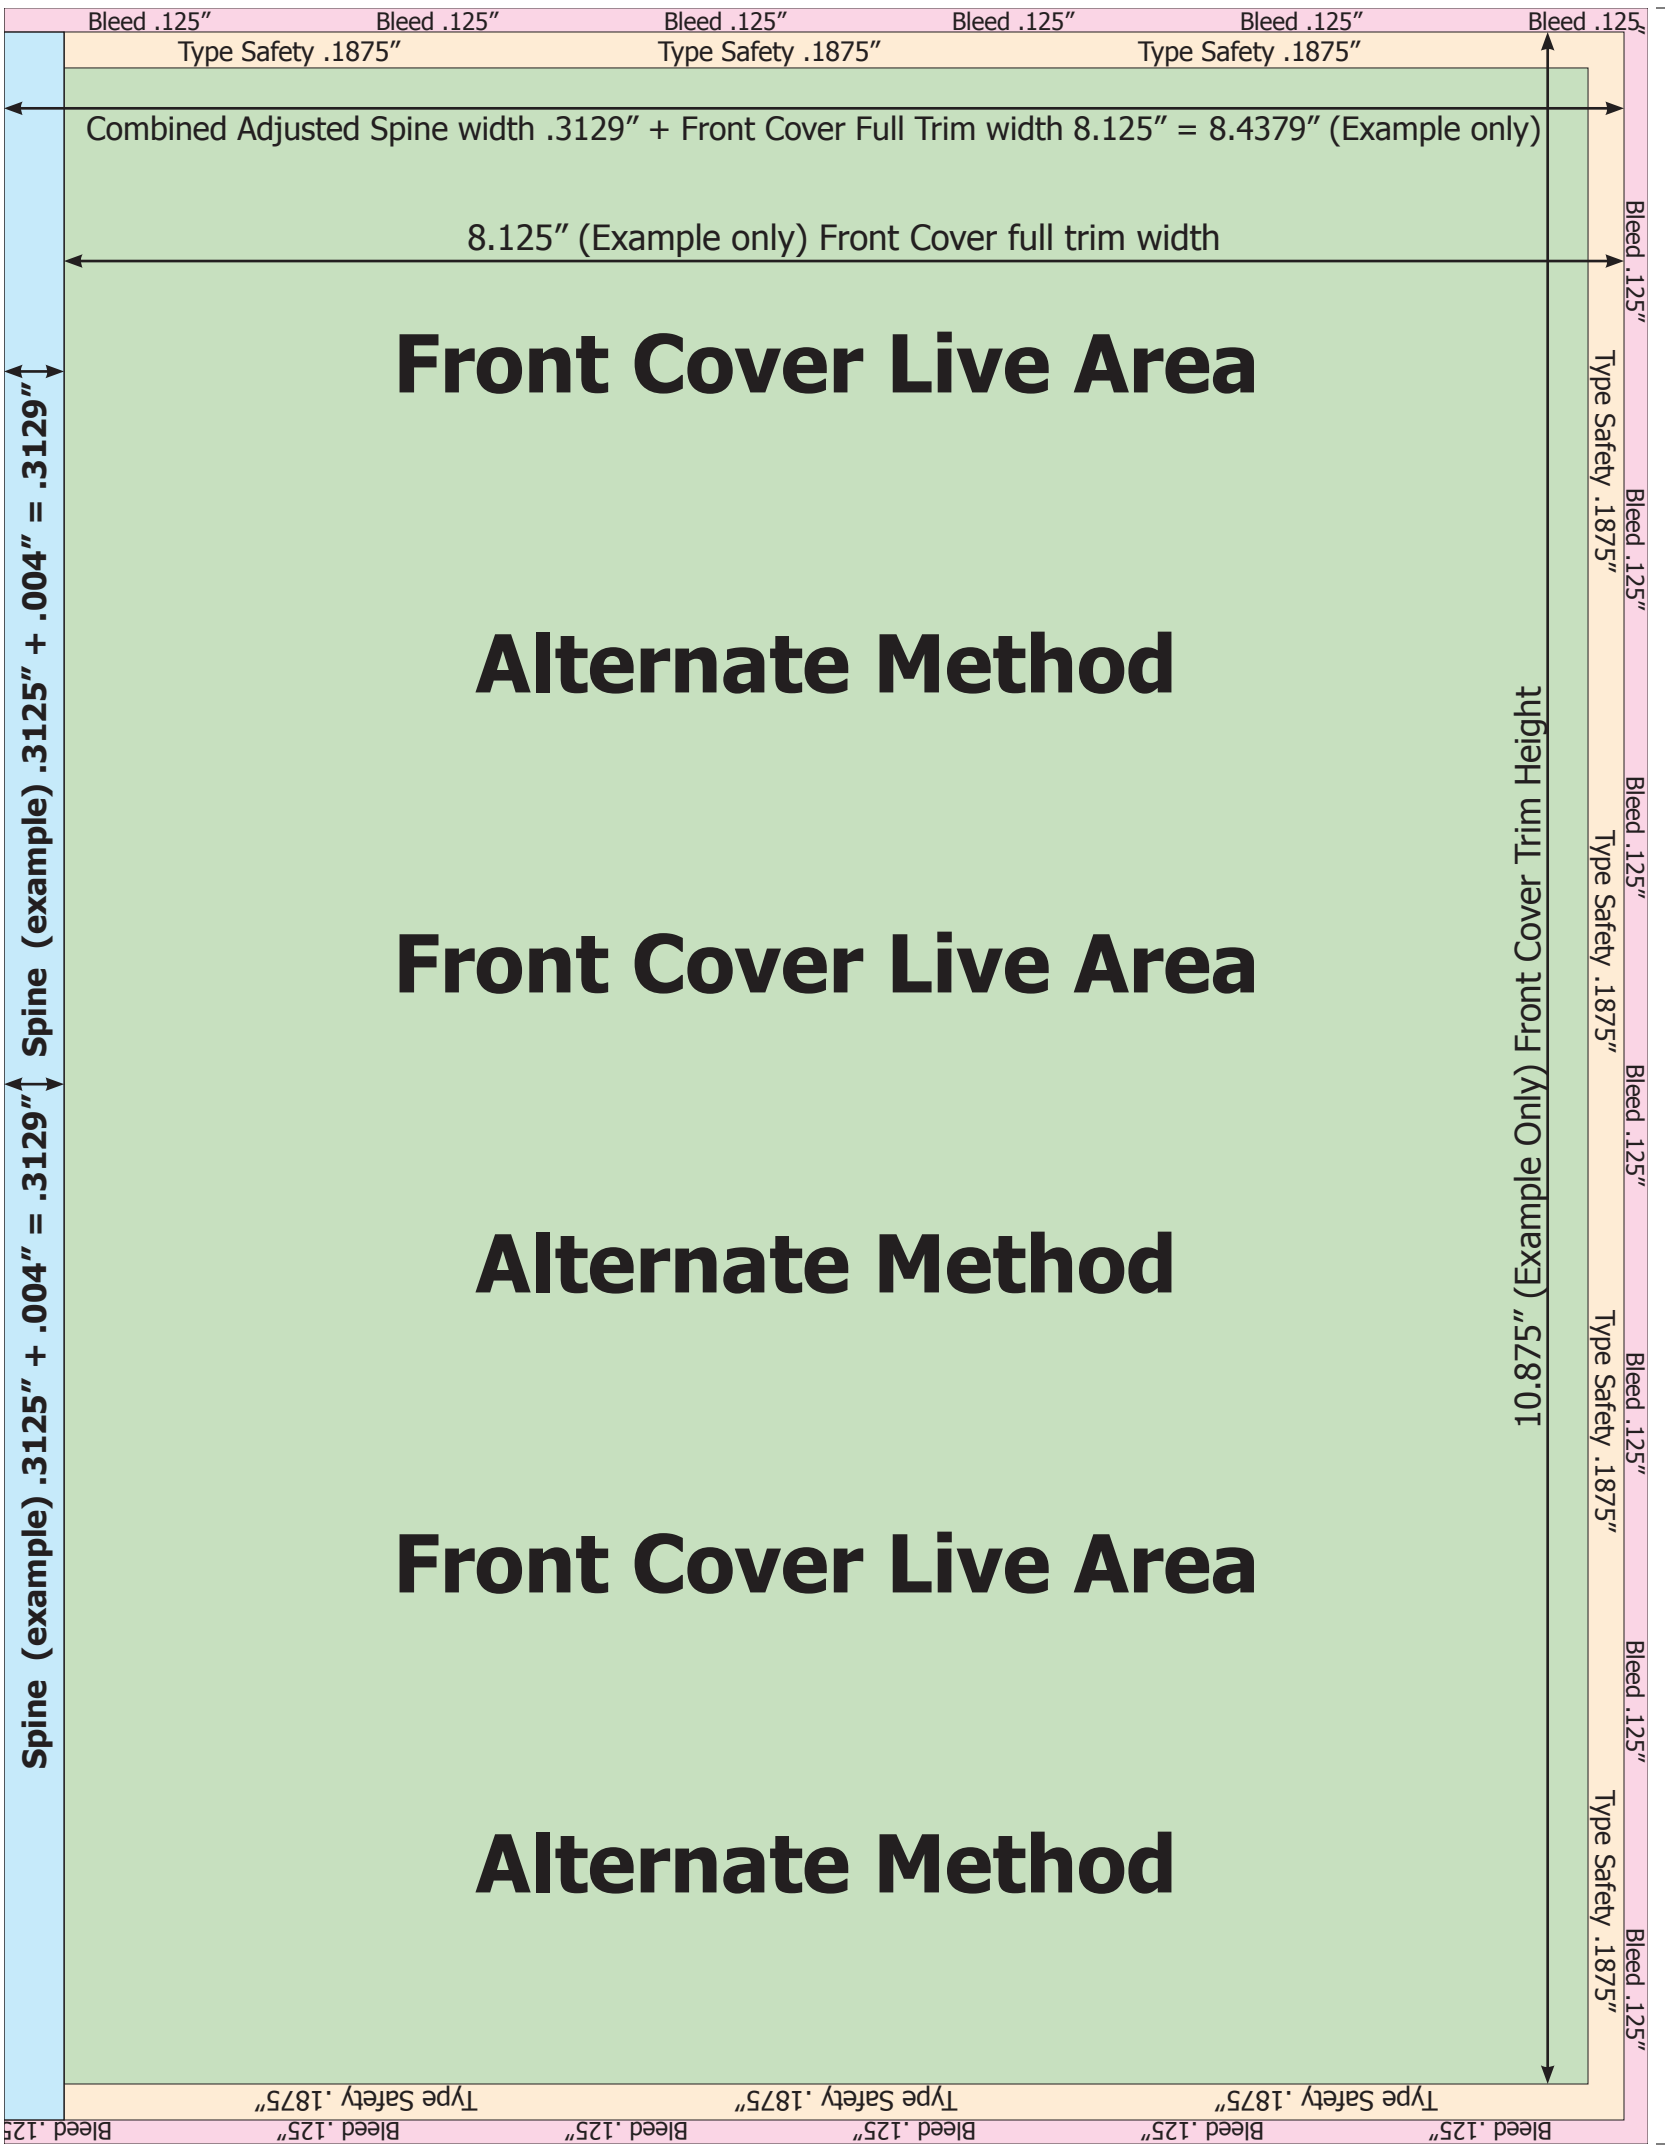 Bleed .125” Bleed .125” Bleed .125” Bleed .125” Bleed .125” Bleed .125”
Type Safety .1875” Type Safety .1875” Type Safety .1875”
Combined Adjusted Spine width .3129” + Front Cover Full Trim width 8.125” = 8.4379” (Example only)
8.125” (Example only) Front Cover full trim width
Front Cover Live Area
Alternate Method
Front Cover Live Area
Alternate Method
Front Cover Live Area
Alternate Method
Spine (example) .3125” + .004” = .3129”
Spine (example) .3125” + .004” = .3129”
10.875” (Example Only) Front Cover Trim Height
Type Safety .1875” Type Safety .1875” Type Safety .1875” Type Safety .1875”
Bleed .125” Bleed .125” Bleed .125” Bleed .125” Bleed .125” Bleed .125” Bleed .125”
Type Safety .1875” Type Safety .1875” Type Safety .1875”
Bleed .125” Bleed .125” Bleed .125” Bleed .125” Bleed .125” Bleed .125